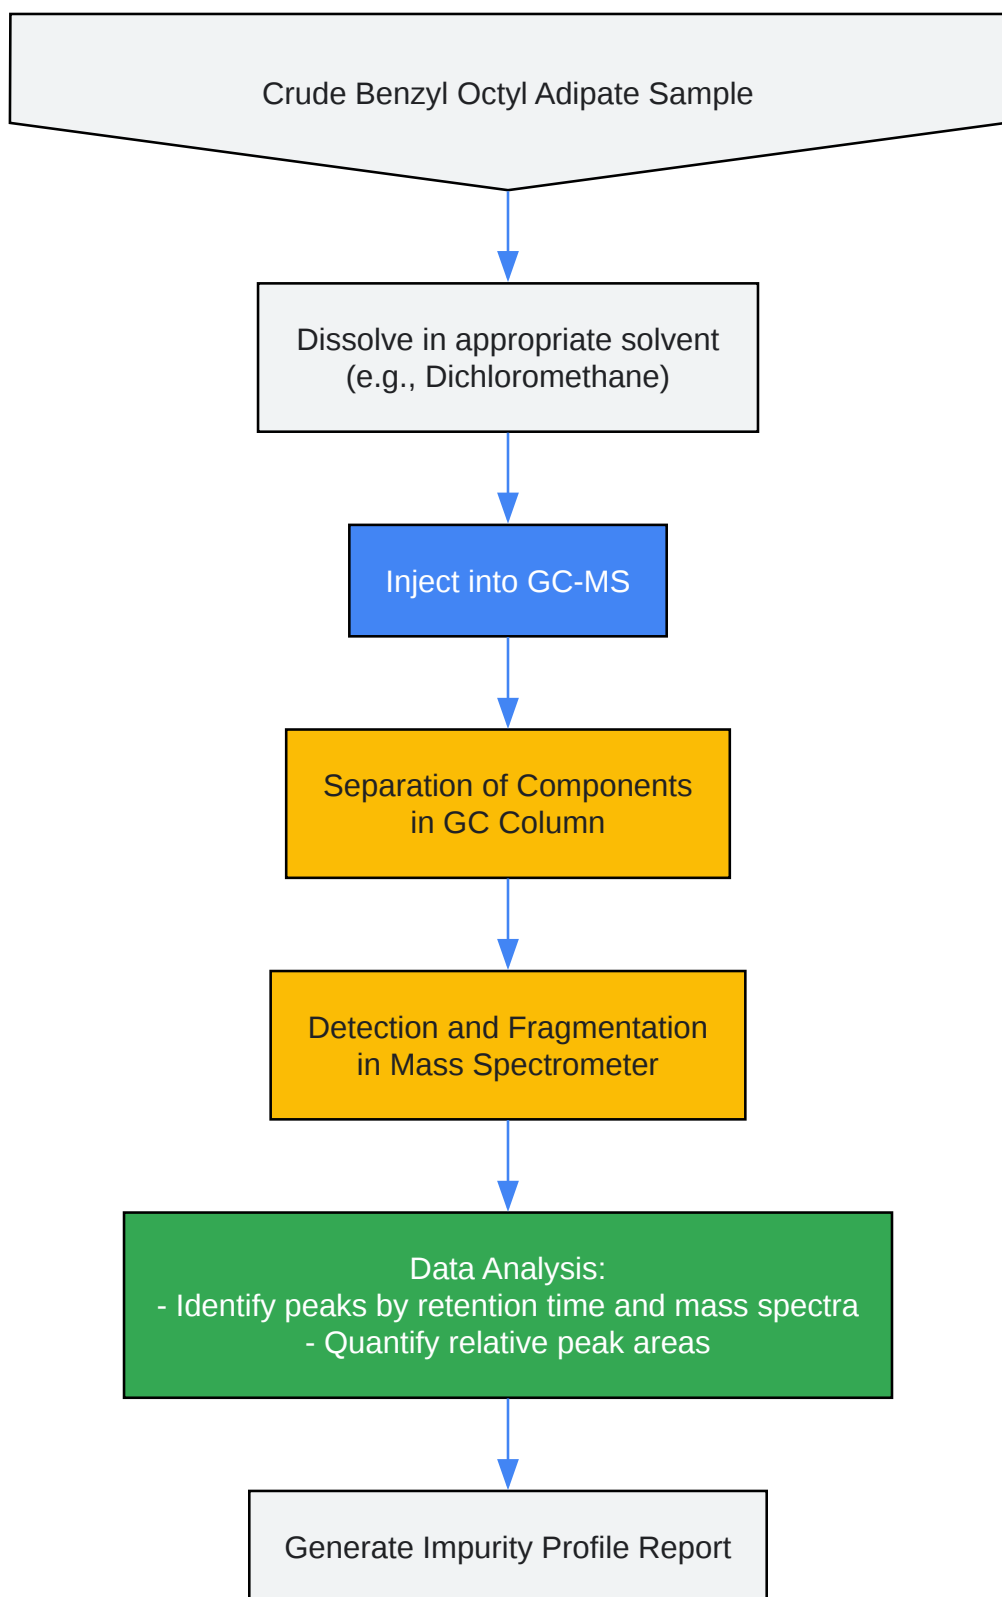 Crude Benzyl Octyl Adipate Sample
Dissolve in appropriate solvent
(e.g., Dichloromethane)
Inject into GC-MS
Separation of Components
in GC Column
Detection and Fragmentation
in Mass Spectrometer
Data Analysis:
- Identify peaks by retention time and mass spectra
- Quantify relative peak areas
Generate Impurity Profile Report